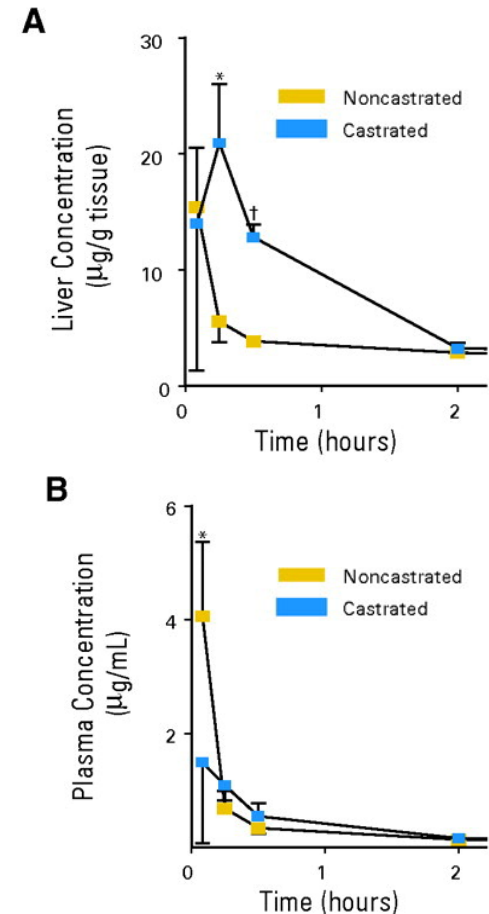 A
30
20
10
0
Liver Concentration
(μg/g tissue)
*
†
Noncastrated
Castrated
0
1
2
Time (hours)
B
6
4
2
Plasma Concentration
(μg/mL)
*
Noncastrated
Castrated
0
1
2
Time (hours)